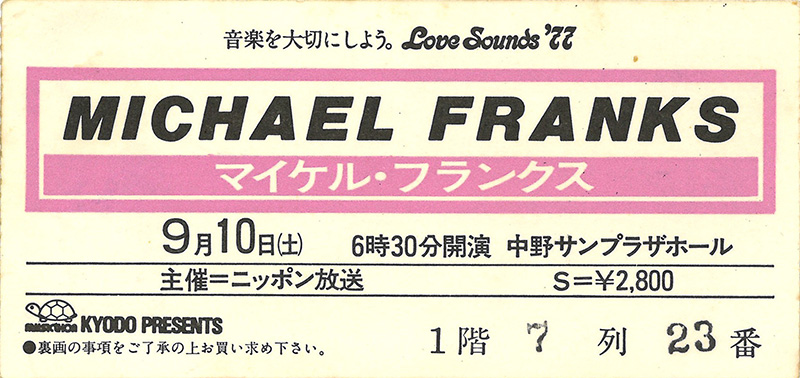 音楽を大切にしよう。Love Sounds '77
MICHAEL FRANKS
マイケル・フランクス
9月10日(土) 6時30分開演 中野サンプラザホール
主催=ニッポン放送 S=¥2,800
KYODO PRESENTS
●裏画の事項をご了承の上お買い求め下さい。
1階 7 列 23 番